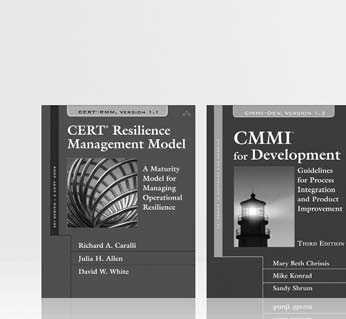 CERT®-RMM, VERSION 1.1
CERT® Resilience
Management Model
A Maturity
Model for
Managing
Operational
Resilience
Richard A. Caralli
Julia H. Allen
David W. White
CMMI-DEV, VERSION 1.3
CMMI®
for Development
Guidelines
for Process
Integration
and Product
Improvement
THIRD EDITION
Mary Beth Chrissis
Mike Konrad
Sandy Shrum